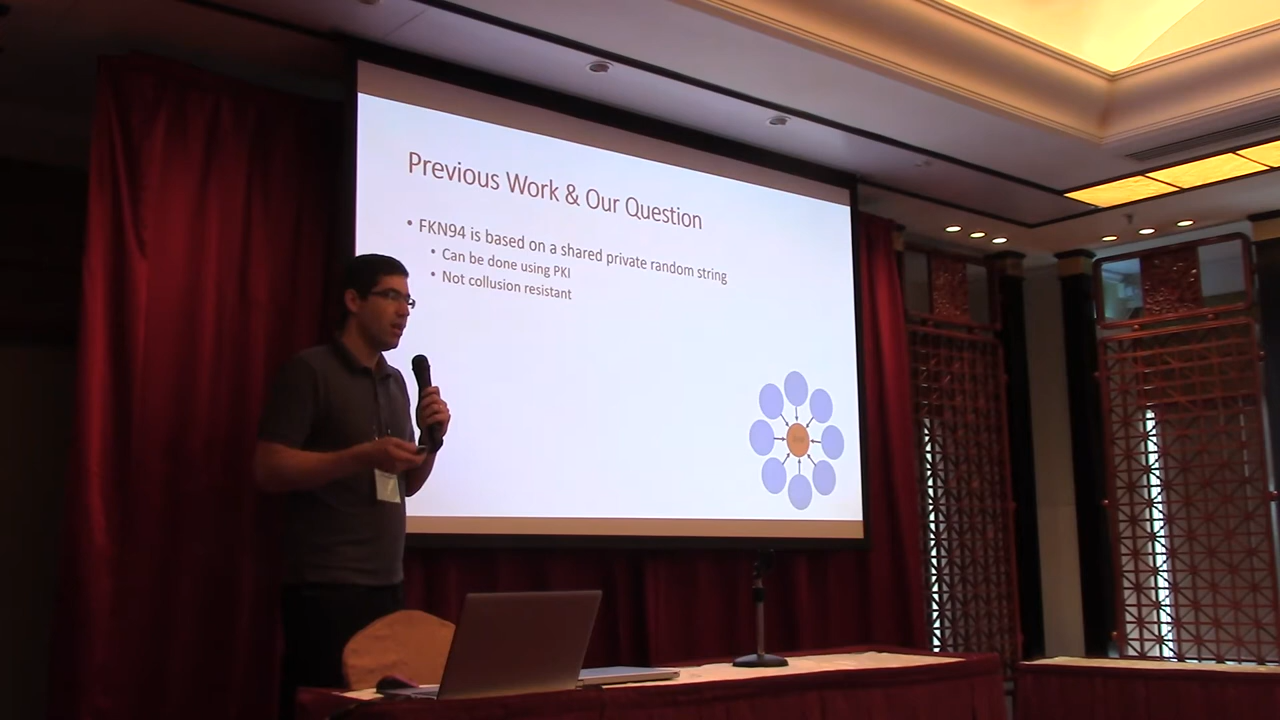 Previous Work & Our Question
• FKN94 is based on a shared private random string
• Can be done using PKI
• Not collusion resistant